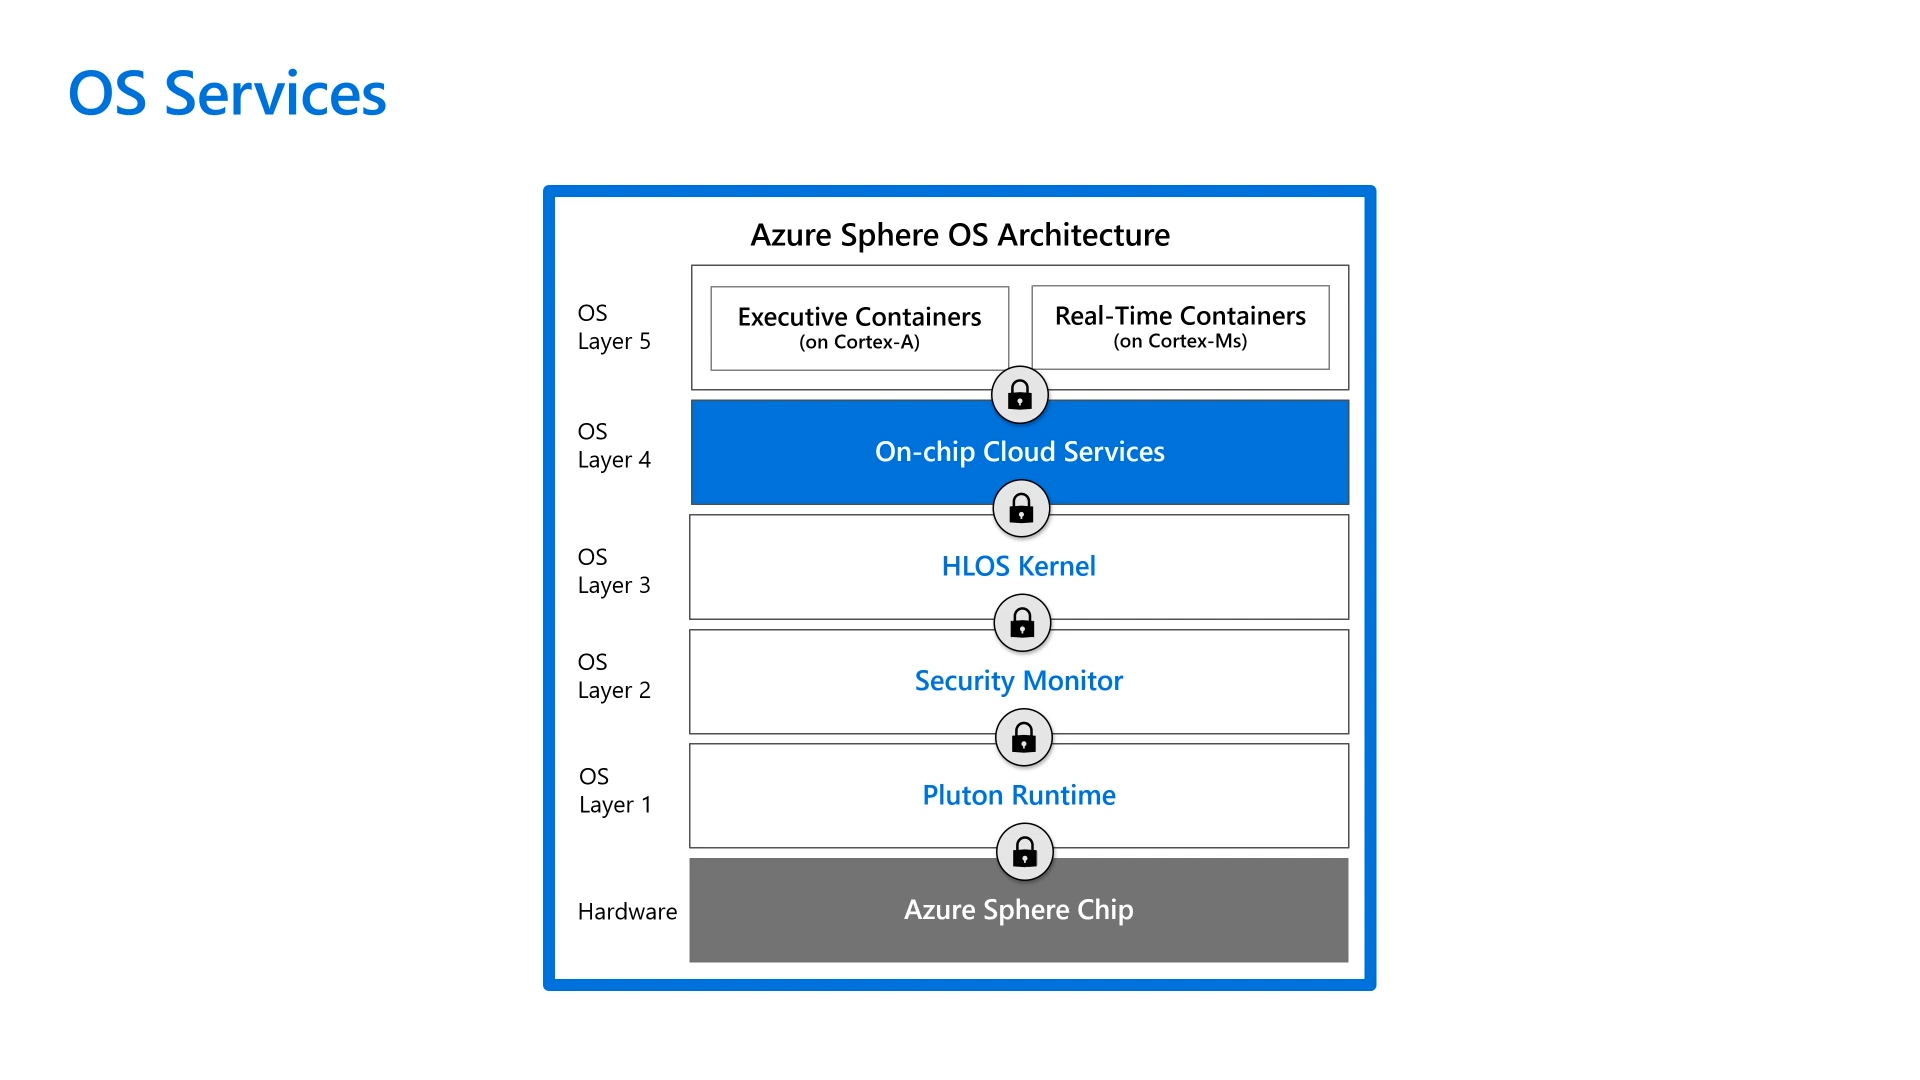 OS Services
Azure Sphere OS Architecture
OS
Layer 5
Executive Containers
(on Cortex-A)
Real-Time Containers
(on Cortex-Ms)
OS
Layer 4
On-chip Cloud Services
OS
Layer 3
HLOS Kernel
OS
Layer 2
Security Monitor
OS
Layer 1
Pluton Runtime
Hardware
Azure Sphere Chip